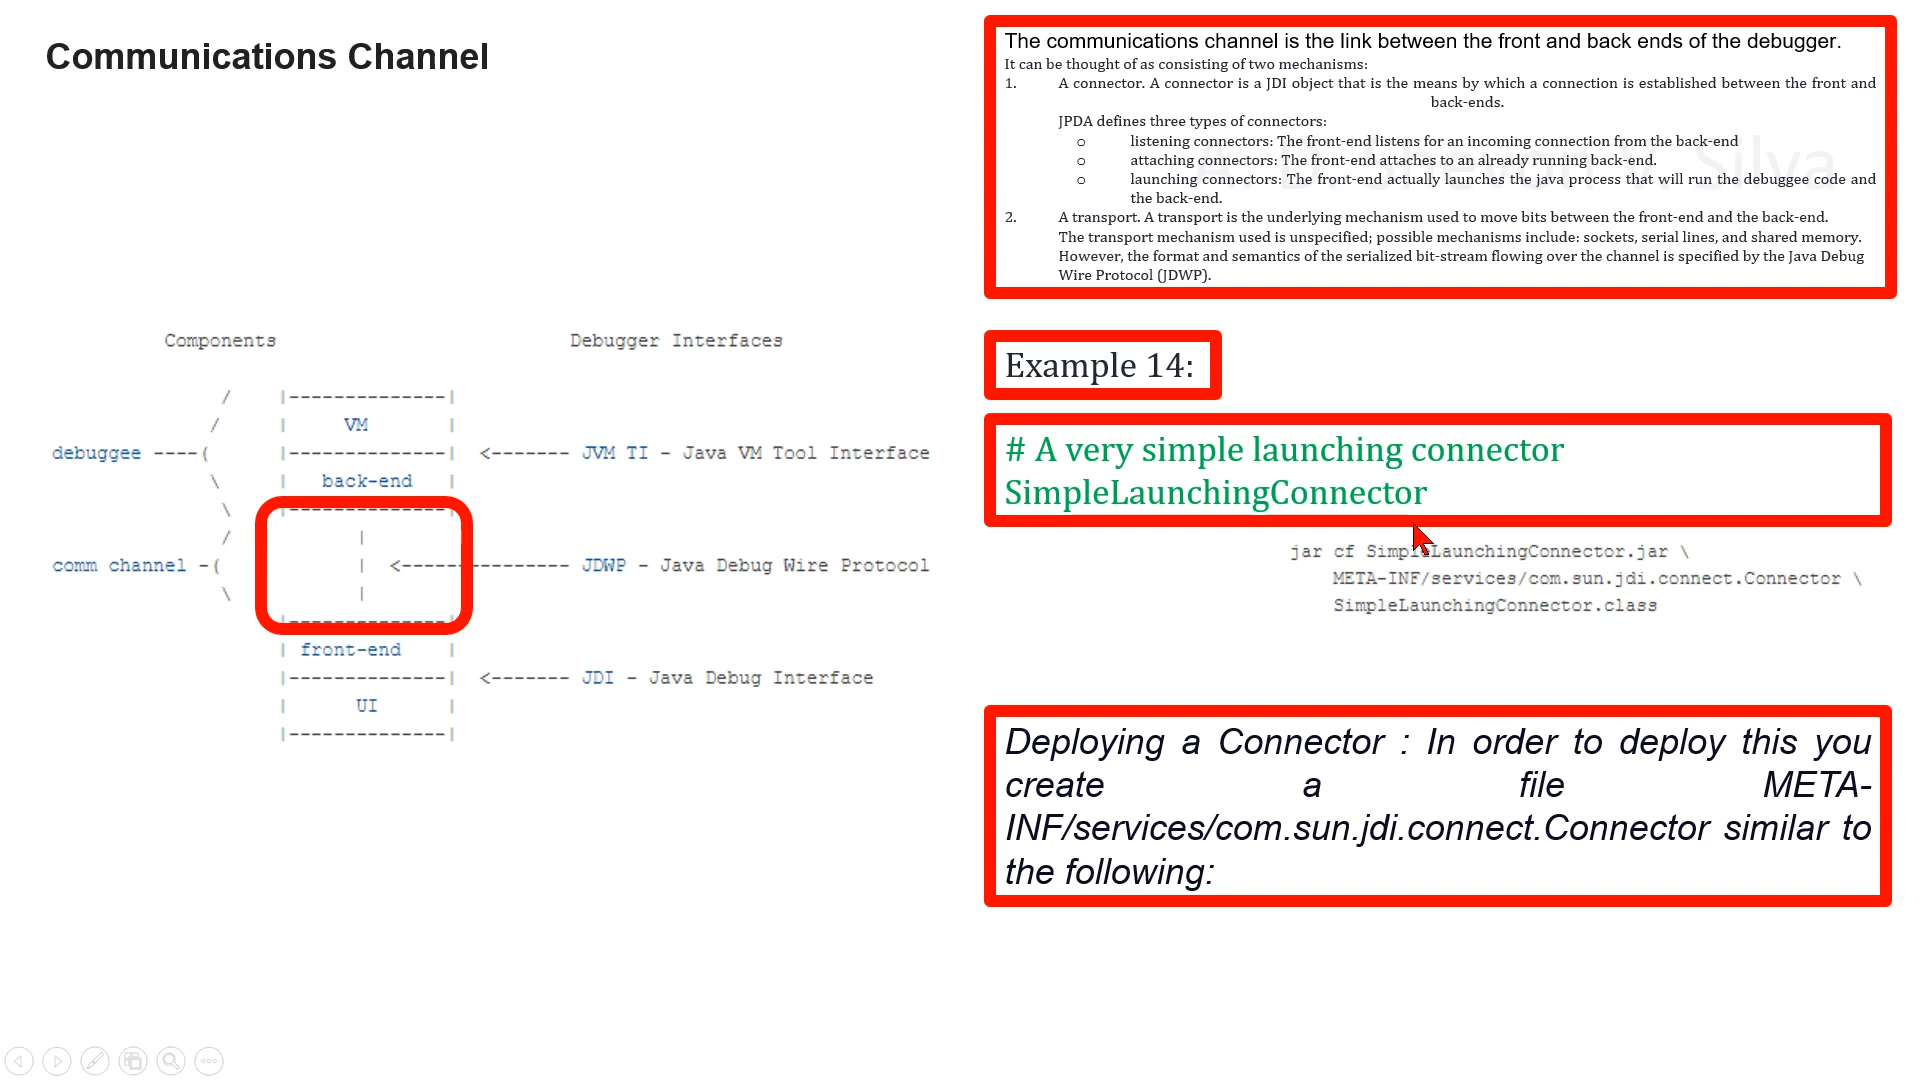 Communications Channel
The communications channel is the link between the front and back ends of the debugger.
It can be thought of as consisting of two mechanisms:
1. A connector. A connector is a JDI object that is the means by which a connection is established between the front and
back-ends.
JPDA defines three types of connectors:
o listening connectors: The front-end listens for an incoming connection from the back-end
o attaching connectors: The front-end attaches to an already running back-end.
o launching connectors: The front-end actually launches the java process that will run the debuggee code and
the back-end.
2. A transport. A transport is the underlying mechanism used to move bits between the front-end and the back-end.
The transport mechanism used is unspecified; possible mechanisms include: sockets, serial lines, and shared memory.
However, the format and semantics of the serialized bit-stream flowing over the channel is specified by the Java Debug
Wire Protocol (JDWP).
Components Debugger Interfaces
/ |--------------|
/ | VM |
debuggee ----( |--------------| <------- JVM TI - Java VM Tool Interface
\ | back-end |
\ |--------------|
/ |
comm channel -( | <--------------- JDWP - Java Debug Wire Protocol
\ |
|--------------|
| front-end |
|--------------| <------- JDI - Java Debug Interface
| UI |
|--------------|
Example 14:
# A very simple launching connector
SimpleLaunchingConnector
jar cf SimpleLaunchingConnector.jar \
META-INF/services/com.sun.jdi.connect.Connector \
SimpleLaunchingConnector.class
Deploying a Connector : In order to deploy this you
create a file META-
INF/services/com.sun.jdi.connect.Connector similar to
the following: